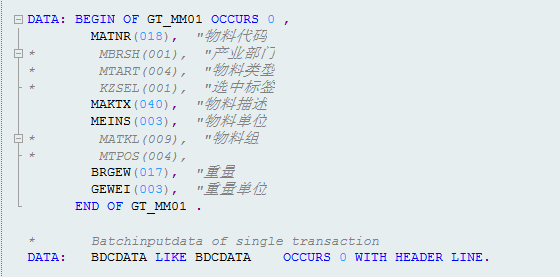 DATA: BEGIN OF GT_MM01 OCCURS 0 ,
MATNR(018), "物料代码
* MBRSH(001), "产业部门
* MTART(004), "物料类型
* KZSEL(001), "选中标签
MAKTX(040), "物料描述
MEINS(003), "物料单位
* MATKL(009), "物料组
* MTPOS(004),
BRGEW(017), "重量
GEWEI(003), "重量单位
END OF GT_MM01 .
* Batchinputdata of single transaction
DATA: BDCDATA LIKE BDCDATA OCCURS 0 WITH HEADER LINE.